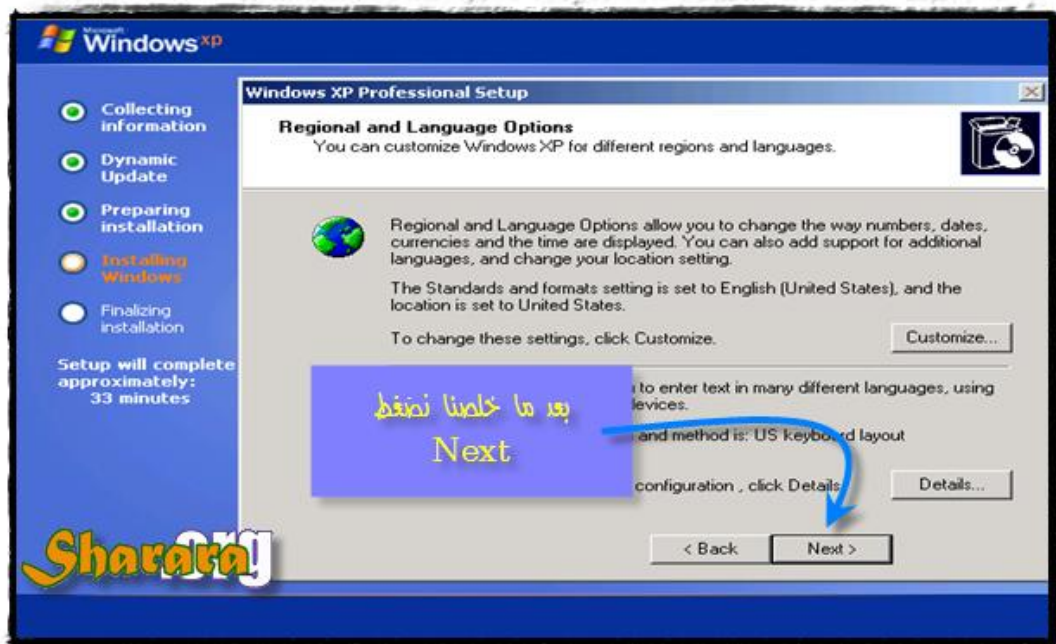 Microsoft
Windows xp
Collecting
information
Dynamic
Update
Preparing
installation
Installing
Windows
Finalizing
installation
Setup will complete
approximately:
33 minutes
Windows XP Professional Setup
Regional and Language Options
You can customize Windows XP for different regions and languages.
Regional and Language Options allow you to change the way numbers, dates,
currencies and the time are displayed. You can also add support for additional
languages, and change your location setting.
The Standards and formats setting is set to English (United States), and the
location is set to United States.
To change these settings, click Customize.
Customize...
to enter text in many different languages, using
devices.
and method is: US keyboard layout
configuration , click Details
Details...
بعد ما خلصنا نضغط
Next
< Back
Next >
Sharara.org